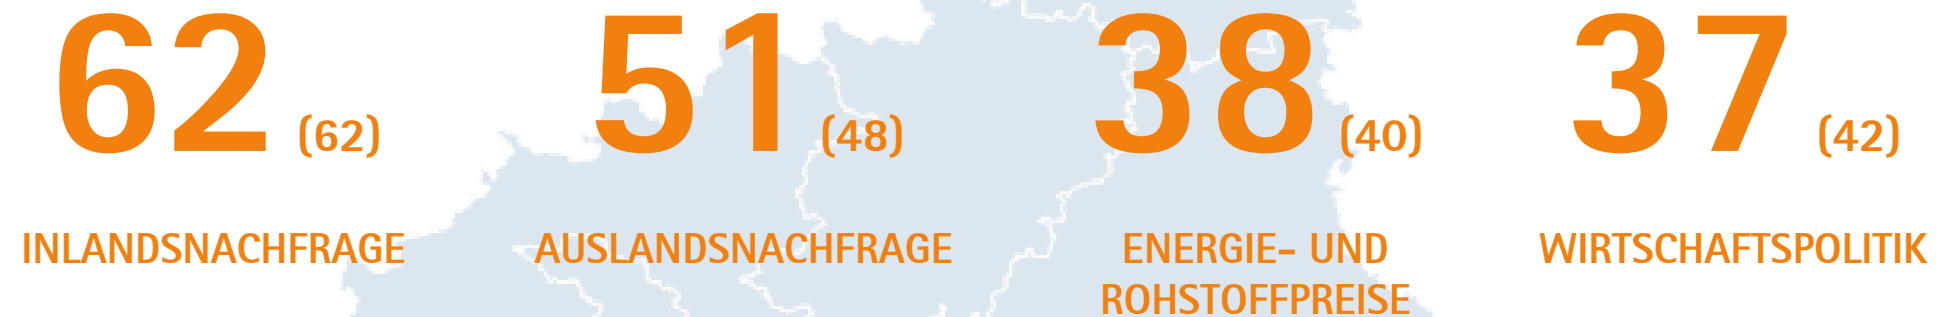 62 (62) 51 (48) 38 (40) 37 (42)
INLANDSNACHFRAGE AUSLANDSNACHFRAGE ENERGIE- UND WIRTSCHAFTSPOLITIK
ROHSTOFFPREISE